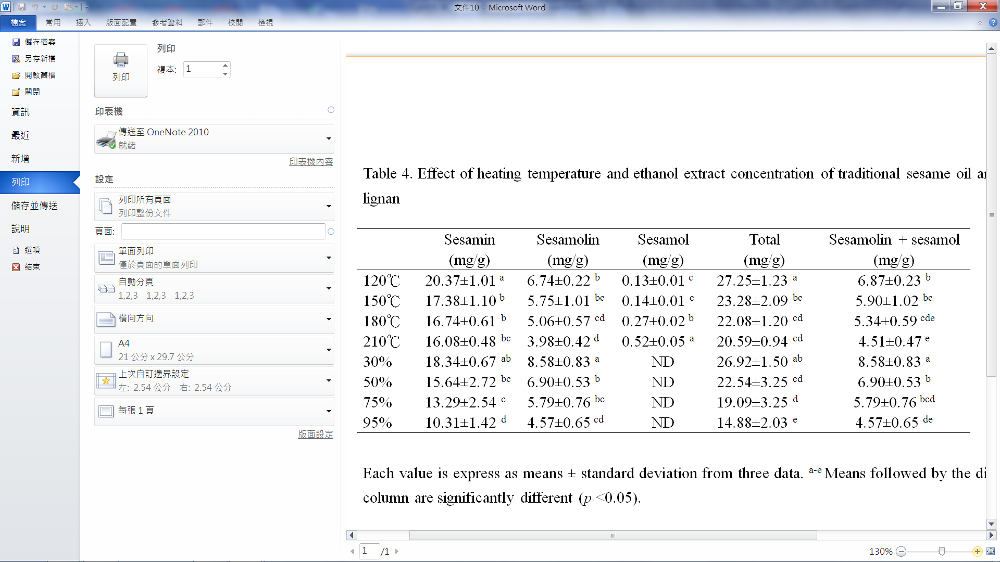 文件10 - Microsoft Word
檔案 常用 插入 版面配置 參考資料 郵件 校閱 檢視
儲存檔案
另存新檔
開啟舊檔
關閉
資訊
最近
新增
列印
儲存並傳送
說明
選項
結束
列印
列印
複本: 1
印表機
傳送至 OneNote 2010
就緒
印表機內容
設定
列印所有頁面
列印整份文件
頁面:
單面列印
僅於頁面的單面列印
自動分頁
1,2,3 1,2,3 1,2,3
橫向方向
A4
21 公分 x 29.7 公分
上次自訂邊界設定
左: 2.54 公分 右: 2.54 公分
每張 1 頁
版面設定
Table 4. Effect of heating temperature and ethanol extract concentration of traditional sesame oil
lignan
Sesamin Sesamolin Sesamol Total Sesamolin + sesamol
(mg/g) (mg/g) (mg/g) (mg/g) (mg/g)
120℃ 20.37±1.01 a 6.74±0.22 b 0.13±0.01 c 27.25±1.23 a 6.87±0.23 b
150℃ 17.38±1.10 b 5.75±1.01 bc 0.14±0.01 c 23.28±2.09 bc 5.90±1.02 bc
180℃ 16.74±0.61 b 5.06±0.57 cd 0.27±0.02 b 22.08±1.20 cd 5.34±0.59 cde
210℃ 16.08±0.48 bc 3.98±0.42 d 0.52±0.05 a 20.59±0.94 cd 4.51±0.47 e
30% 18.34±0.67 ab 8.58±0.83 a ND 26.92±1.50 ab 8.58±0.83 a
50% 15.64±2.72 bc 6.90±0.53 b ND 22.54±3.25 cd 6.90±0.53 b
75% 13.29±2.54 c 5.79±0.76 bc ND 19.09±3.25 d 5.79±0.76 bcd
95% 10.31±1.42 d 4.57±0.65 cd ND 14.88±2.03 e 4.57±0.65 de
Each value is express as means ± standard deviation from three data. a-e Means followed by the
column are significantly different (p <0.05).
1 /1
130%